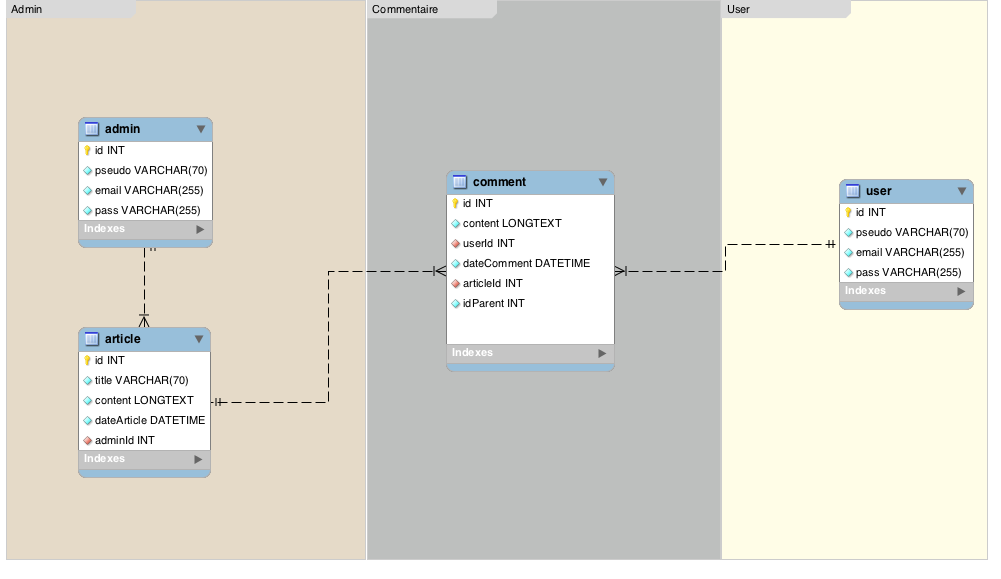 Admin
Commentaire
User
admin
id INT
pseudo VARCHAR(70)
email VARCHAR(255)
pass VARCHAR(255)
Indexes
article
id INT
title VARCHAR(70)
content LONGTEXT
dateArticle DATETIME
adminId INT
Indexes
comment
id INT
content LONGTEXT
userId INT
dateComment DATETIME
articleId INT
idParent INT
Indexes
user
id INT
pseudo VARCHAR(70)
email VARCHAR(255)
pass VARCHAR(255)
Indexes